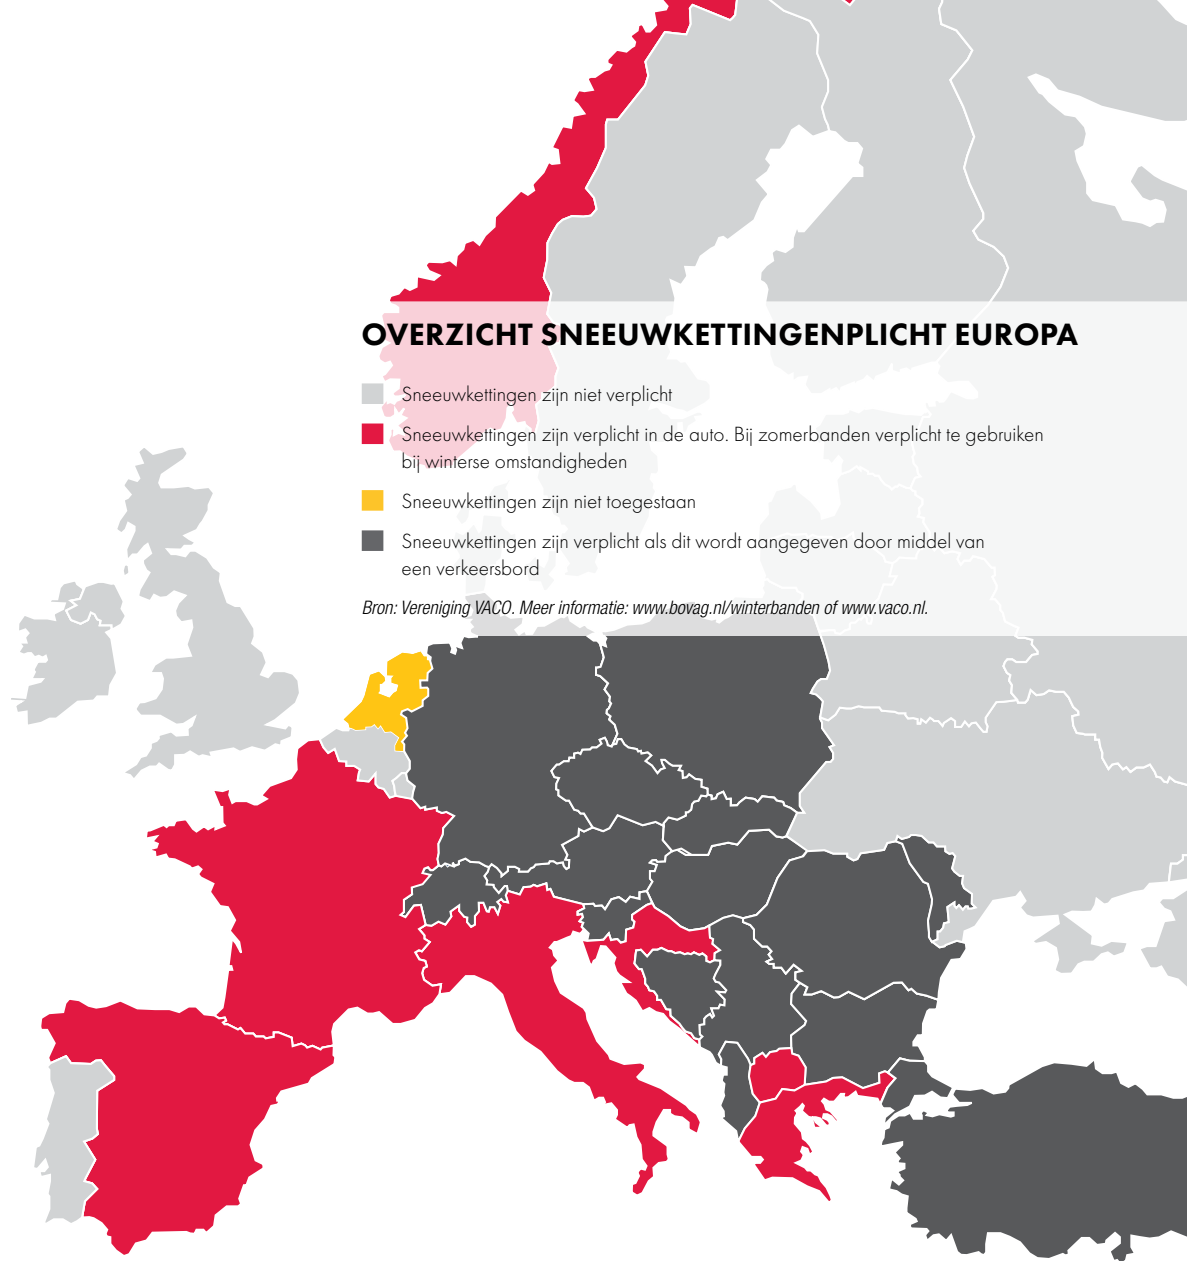 OVERZICHT SNEEUWKETTINGENPLICHT EUROPA
Sneeuwkettingen zijn niet verplicht
Sneeuwkettingen zijn verplicht in de auto. Bij zomerbanden verplicht te gebruiken
bij winterse omstandigheden
Sneeuwkettingen zijn niet toegestaan
Sneeuwkettingen zijn verplicht als dit wordt aangegeven door middel van
een verkeersbord
Bron: Vereniging VACO. Meer informatie: www.bovag.nl/winterbanden of www.vaco.nl.